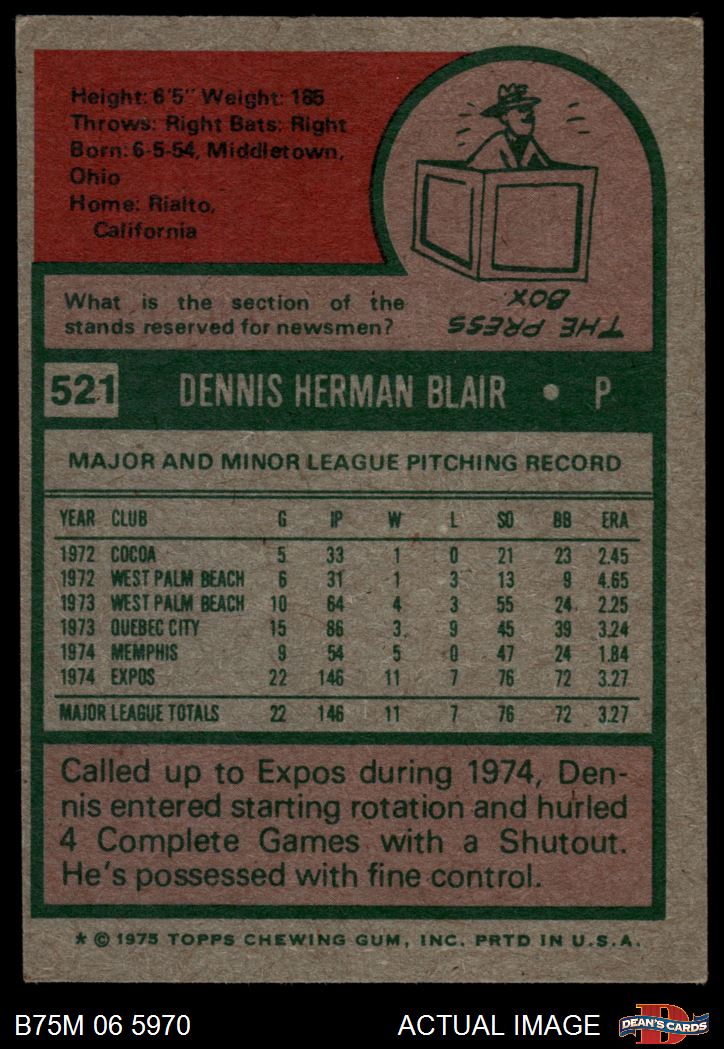 Height: 6'5" Weight: 165
Throws: Right Bats: Right
Born: 6-5-54, Middletown,
Ohio
Home: Rialto,
California
What is the section of the
stands reserved for newsmen?
THE PRESS
BOX
521 DENNIS HERMAN BLAIR • P
MAJOR AND MINOR LEAGUE PITCHING RECORD
YEAR CLUB G IP W L SO BB ERA
1972 COCOA 5 33 1 0 21 23 2.45
1972 WEST PALM BEACH 6 31 1 3 13 9 4.65
1973 WEST PALM BEACH 10 64 4 3 55 24 2.25
1973 QUEBEC CITY 15 86 3 9 45 39 3.24
1974 MEMPHIS 9 54 5 0 47 24 1.84
1974 EXPOS 22 146 11 7 76 72 3.27
MAJOR LEAGUE TOTALS 22 146 11 7 76 72 3.27
Called up to Expos during 1974, Den-
nis entered starting rotation and hurled
4 Complete Games with a Shutout.
He's possessed with fine control.
* © 1975 TOPPS CHEWING GUM, INC. PRTD IN U.S.A.
B75M 06 5970 ACTUAL IMAGE
D
DEAN'S CARDS